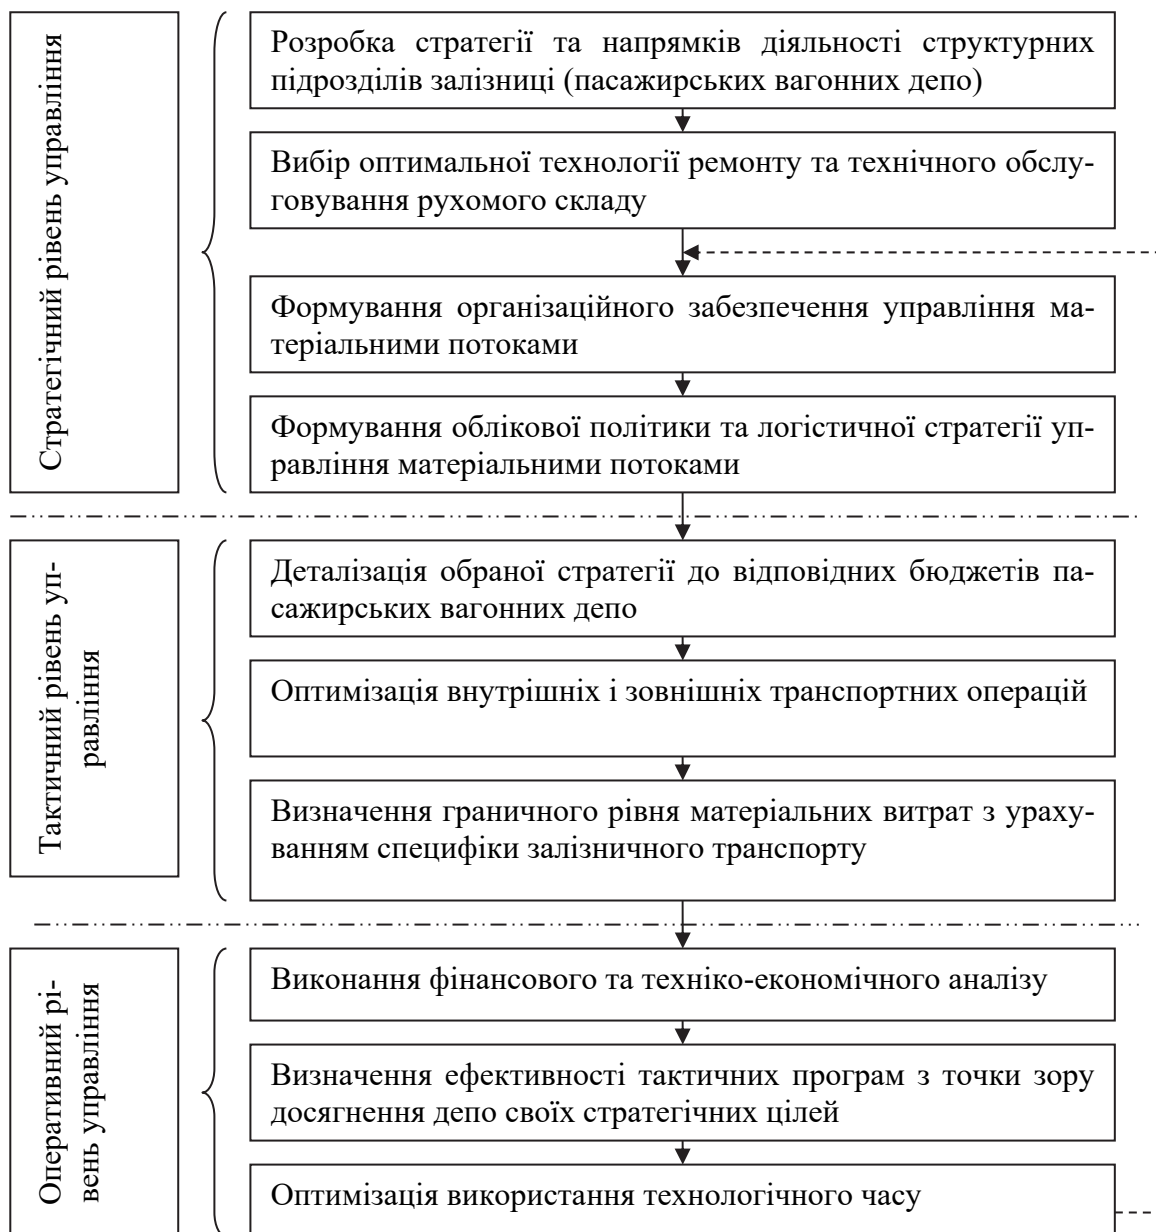 Стратегічний рівень управління
Розробка стратегії та напрямків діяльності структурних
підрозділів залізниці (пасажирських вагонних депо)
Вибір оптимальної технології ремонту та технічного обслу-
говування рухомого складу
Формування організаційного забезпечення управління ма-
теріальними потоками
Формування облікової політики та логістичної стратегії уп-
равління матеріальними потоками
Тактичний рівень уп-
равління
Деталізація обраної стратегії до відповідних бюджетів па-
сажирських вагонних депо
Оптимізація внутрішніх і зовнішніх транспортних операцій
Визначення граничного рівня матеріальних витрат зураху-
ванням специфіки залізничного транспорту
Оперативний рі-
вень управління
Виконання фінансового та техніко-економічного аналізу
Визначення ефективності тактичних програм з точки зору
досягнення депо своїх стратегічних цілей
Оптимізація використання технологічного часу